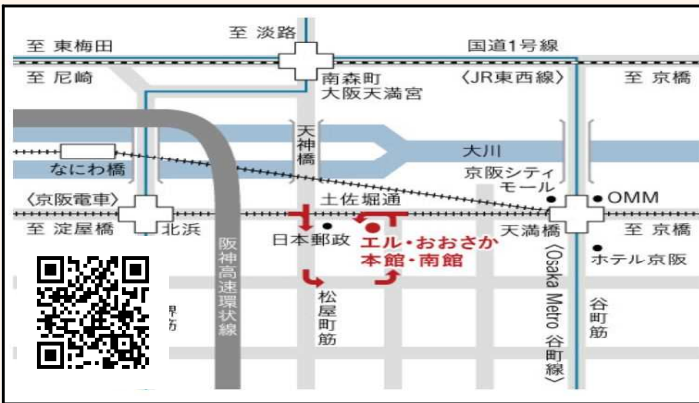 至 淡路
至 東梅田
国道1号線
至 尼崎
南森町
大阪天満宮
〈JR東西線〉
至 京橋
天神橋
なにわ橋
大川
京阪シティ
モール
OMM
〈京阪電車〉
土佐堀通
至 淀屋橋
北浜
日本郵政
エル・おおさか
本館・南館
天満橋
至 京橋
ホテル京阪
阪神高速環状線
松屋町筋
〈Osaka Metro 谷町線〉
谷町筋
筋